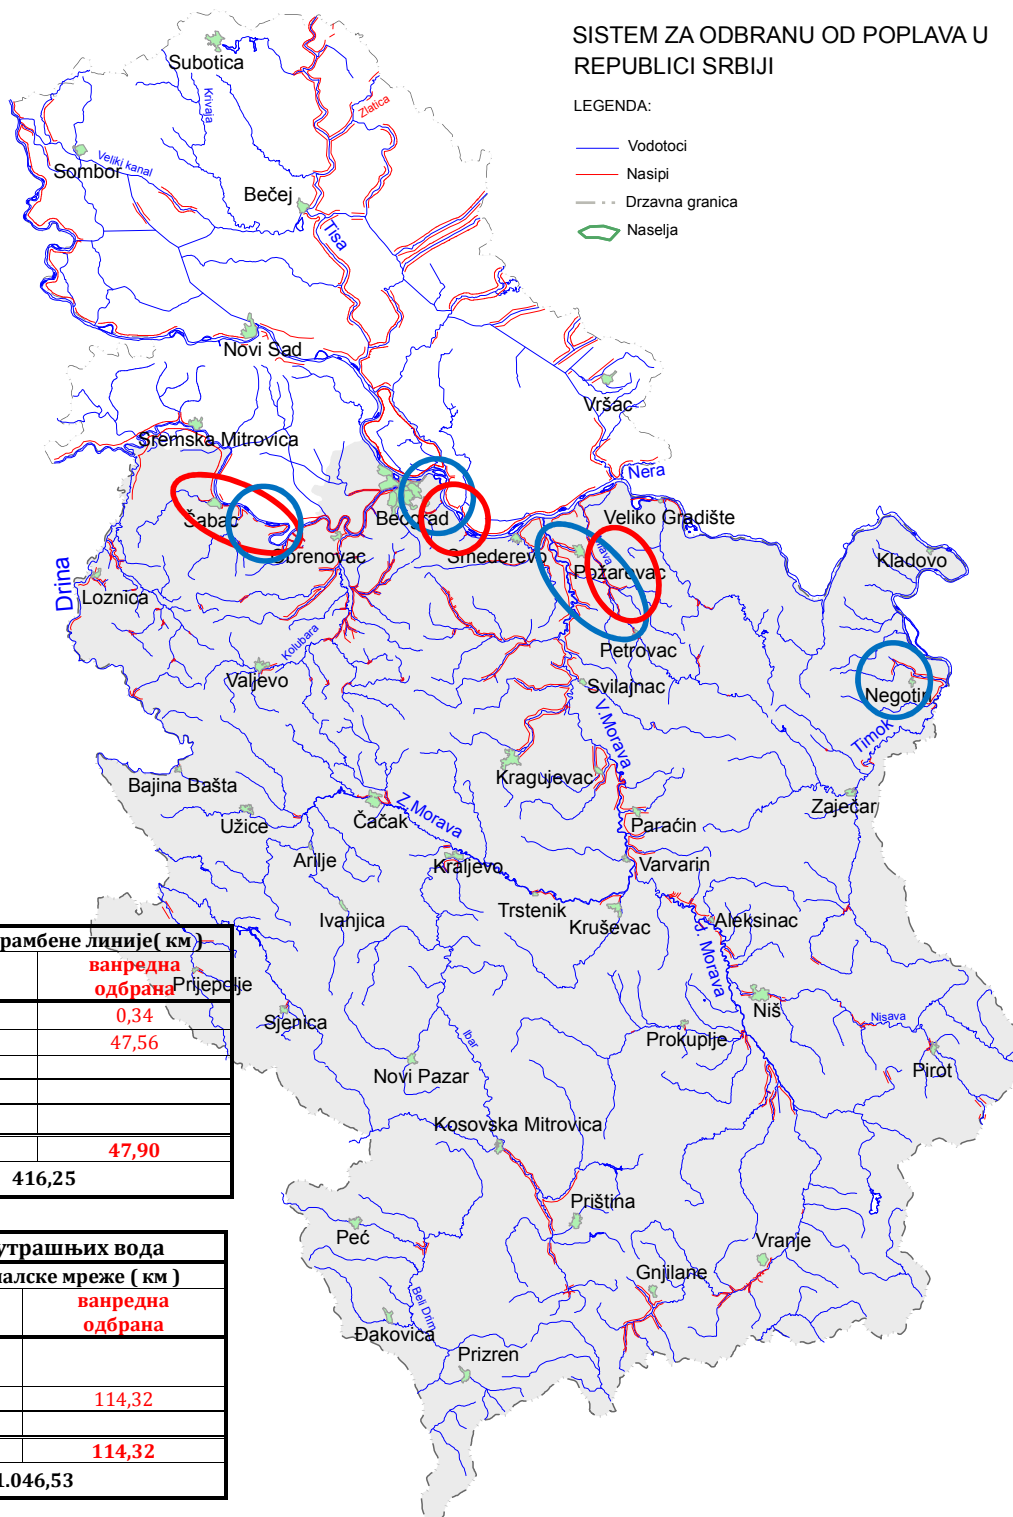 SISTEM ZA ODBRANU OD POPLAVA U
REPUBLICI SRBIJI
LEGENDA:
Vodotoci
Nasipi
Drzavna granica
Naselja
Subotica
Krivaja
Zlatica
Sombor
Veliki kanal
Bečej
Tisa
Novi Sad
Vršac
Sremska Mitrovica
Nera
Šabac
Beograd
Veliko Gradište
Obrenovac
Smederevo
Kladovo
Drina
Požarevac
Loznica
Kolubara
Petrovac
Valjevo
Svilajnac
Negotin
V.Morava
Timok
Bajina Bašta
Kragujevac
Zaječar
Užice
Čačak
Z.Morava
Paraćin
Arilje
Kraljevo
Varvarin
Ivanjica
Trstenik
Kruševac
Aleksinac
J. Morava
Prijepolje
Sjenica
Niš
Nisava
Ibar
Prokuplje
Pirot
Novi Pazar
Kosovska Mitrovica
Priština
Peć
Vranje
Gnjilane
Beli Drim
Đakovica
Prizren
рамбене линије( км )
ванредна
одбрана
0,34
47,56
47,90
416,25
утрашњих вода
налске мреже ( км )
ванредна
одбрана
114,32
114,32
1.046,53